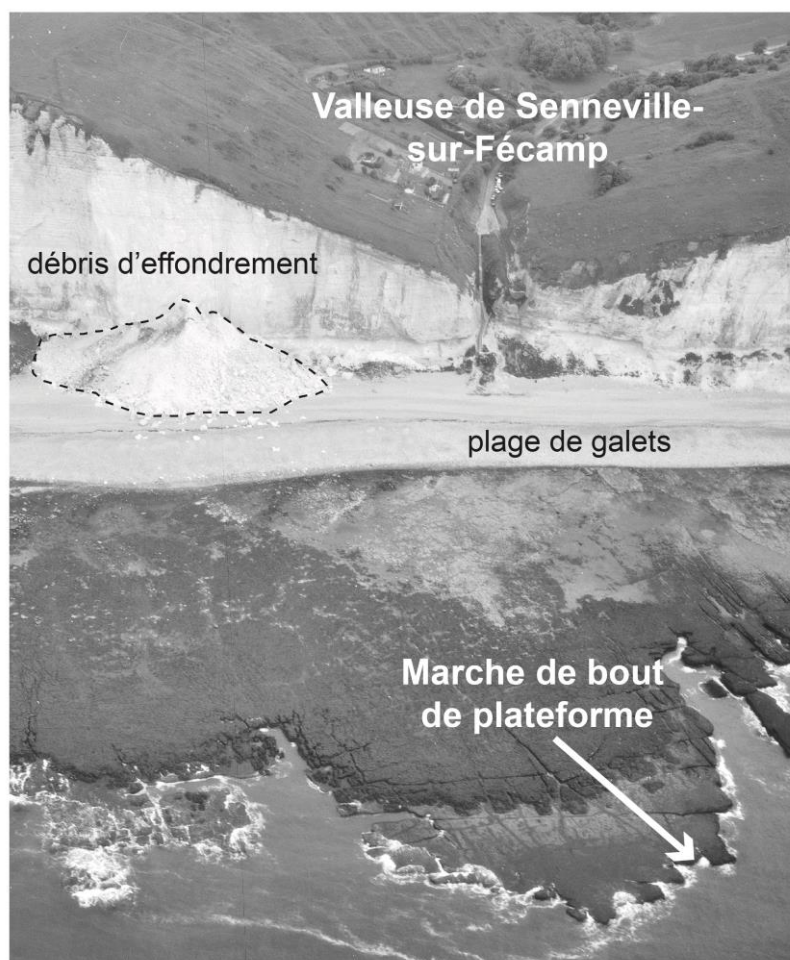 Valleuse de Senneville-
sur-Fécamp
débris d’effondrement
plage de galets
Marche de bout
de plateforme